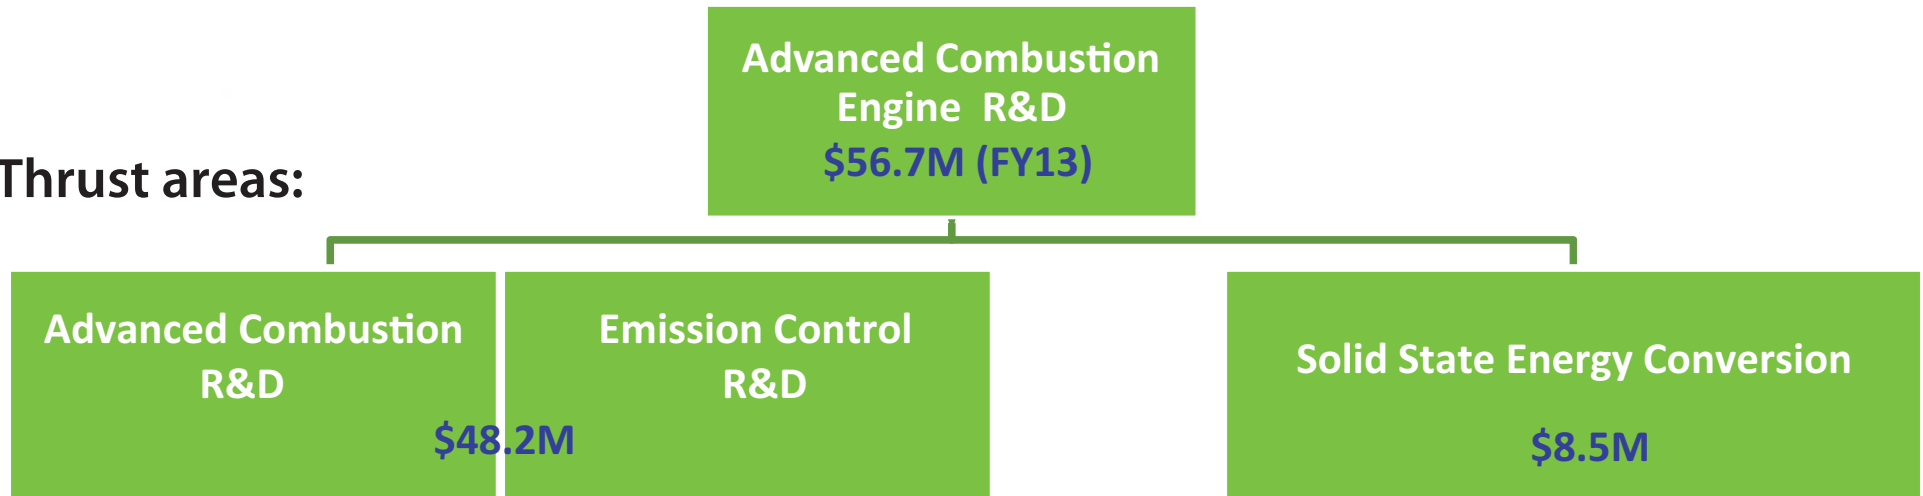 Advanced Combustion
Engine R&D
$56.7M (FY13)
Thrust areas:
Advanced Combustion
R&D
Emission Control
R&D
$48.2M
Solid State Energy Conversion
$8.5M